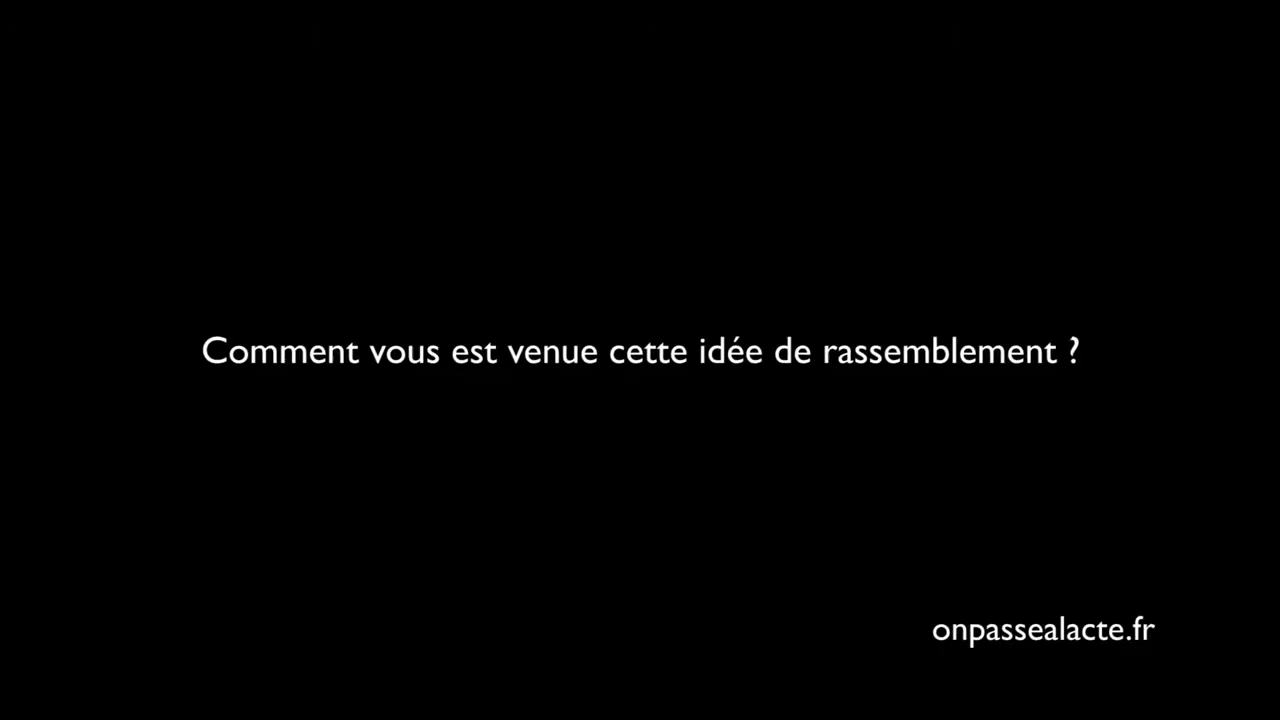 Comment vous est venue cette idée de rassemblement ?
onpassealacte.fr